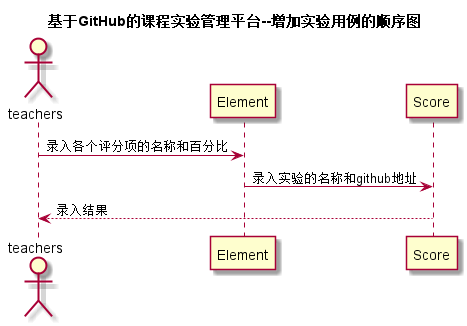 基于GitHub的课程实验管理平台--增加实验用例的顺序图
teachers
Element
Score
录入各个评分项的名称和百分比
录入实验的名称和github地址
录入结果
teachers
Element
Score